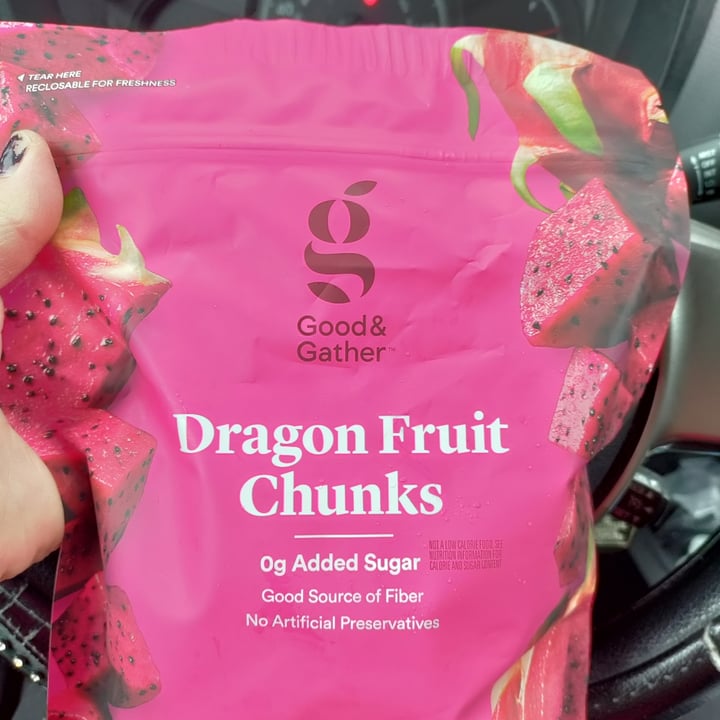 TEAR HERE
RECLOSABLE FOR FRESHNESS
g
Good &
Gather™
Dragon Fruit
Chunks
0g Added Sugar
NOT A LOW CALORIE FOOD. SEE
NUTRITION INFORMATION FOR
CALORIE AND SUGAR CONTENT
Good Source of Fiber
No Artificial Preservatives